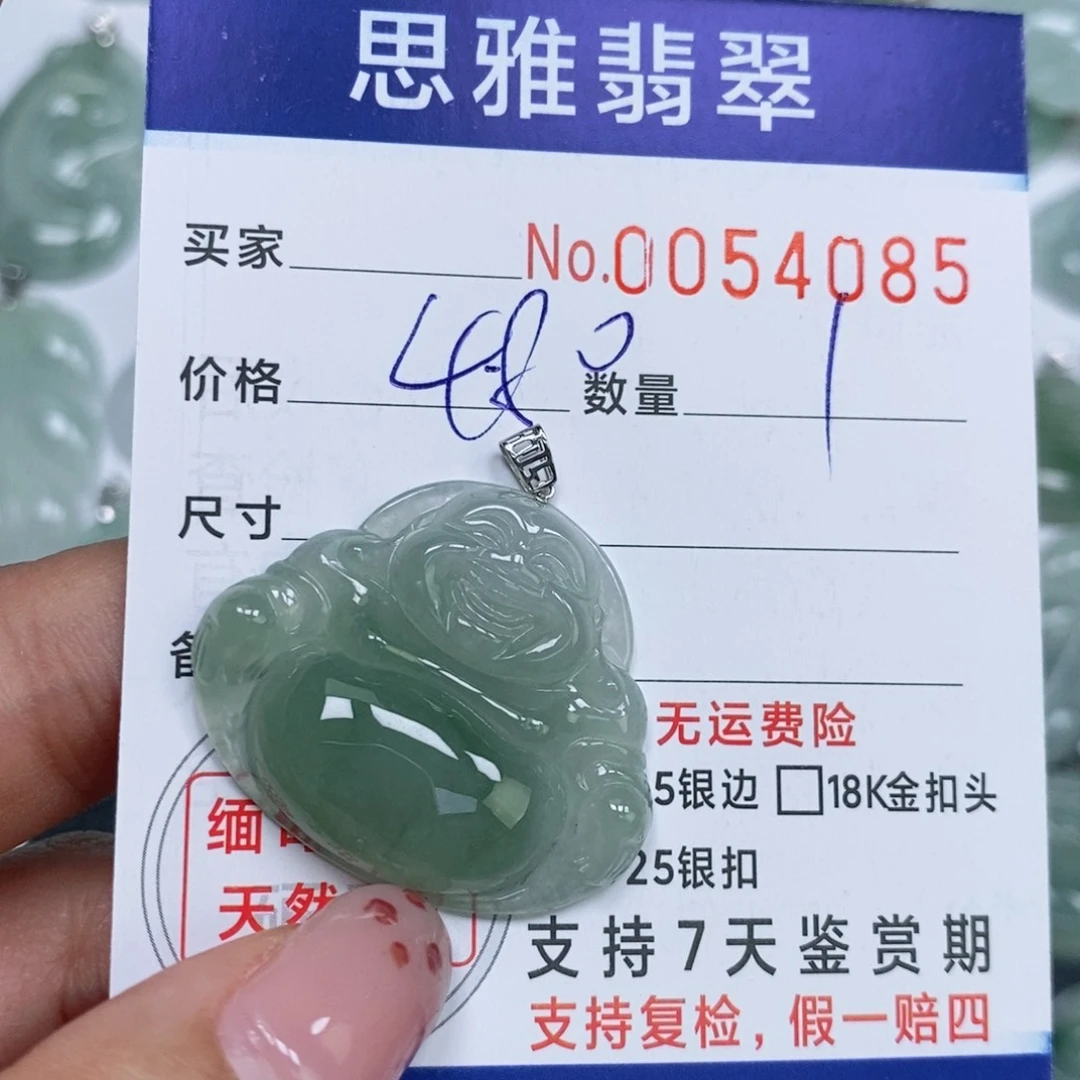 思雅翡翠
买家 No.0054085
价格 480 数量 1
尺寸
备
无运费险
5银边 □18K金扣头
25银扣
缅
天然
支持7天鉴赏期
支持复检，假一赔四